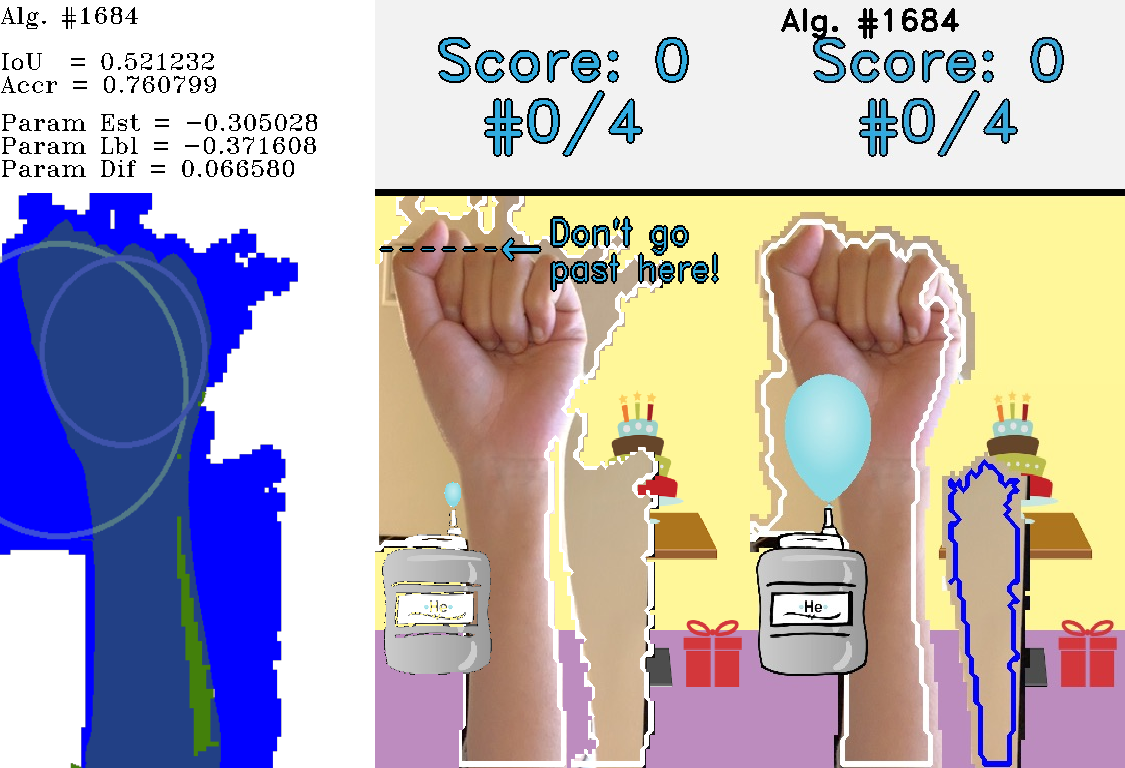 Alg. #1684
IoU = 0.521232
Accr = 0.760799
Param Est = -0.305028
Param Lbl = -0.371608
Param Dif = 0.066580
Score: 0
#0/4
Don't go
past here!
He
Alg. #1684
Score: 0
#0/4
He